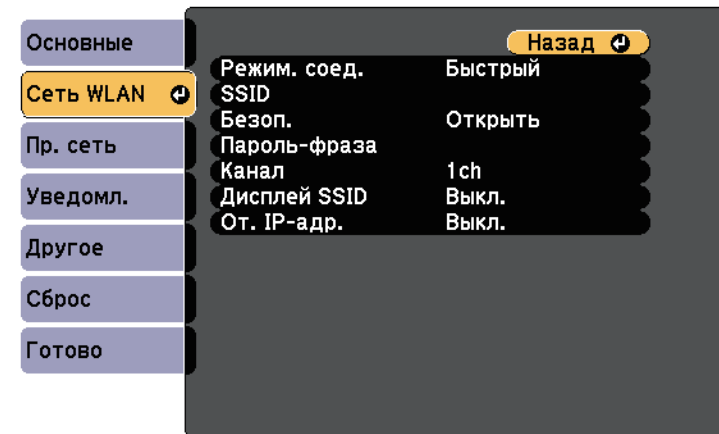 Основные
Сеть WLAN
Пр. сеть
Уведомл.
Другое
Сброс
Готово
Назад
Режим. соед. Быстрый
SSID
Безоп. Открыть
Пароль-фраза
Канал 1ch
Дисплей SSID Выкл.
От. IP-адр. Выкл.